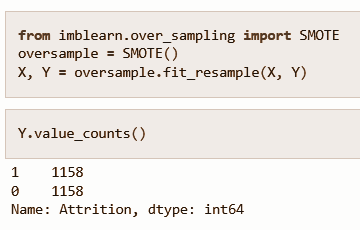 from imblearn.over_sampling import SMOTE
oversample = SMOTE()
X, Y = oversample.fit_resample(X, Y)
Y.value_counts()
1    1158
0    1158
Name: Attrition, dtype: int64